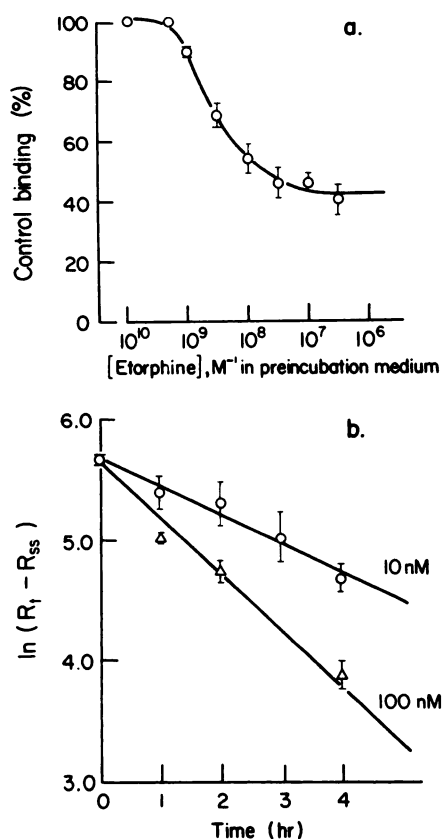 a.
Control binding (%)
100
80
60
40
20
0
10¹⁰ 10⁹ 10⁸ 10⁷ 10⁶
[Etorphine], M⁻¹ in preincubation medium
b.
ln (Rt – Rss)
6.0
5.0
4.0
3.0
10 nM
100 nM
0 1 2 3 4
Time (hr)